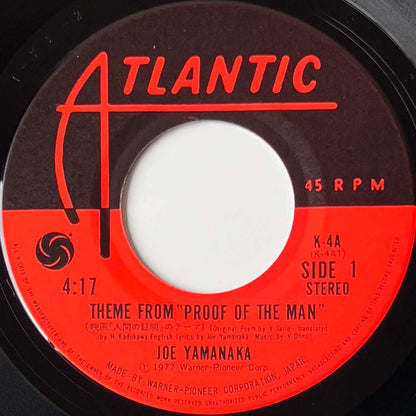 ATLANTIC
45 RPM
K-4A
(K-4A1)
4:17
SIDE 1
STEREO
THEME FROM "PROOF OF THE MAN"
(映画「人間の証明」のテーマ) (Original Poem by Y. Saijo, translated
by H. Kadokawa English lyrics by Joe Yamanaka, Music by Y. Ohno)
JOE YAMANAKA
Ⓟ 1977 Warner-Pioneer Corp.
MADE BY WARNER-PIONEER CORPORATION, JAPAN.